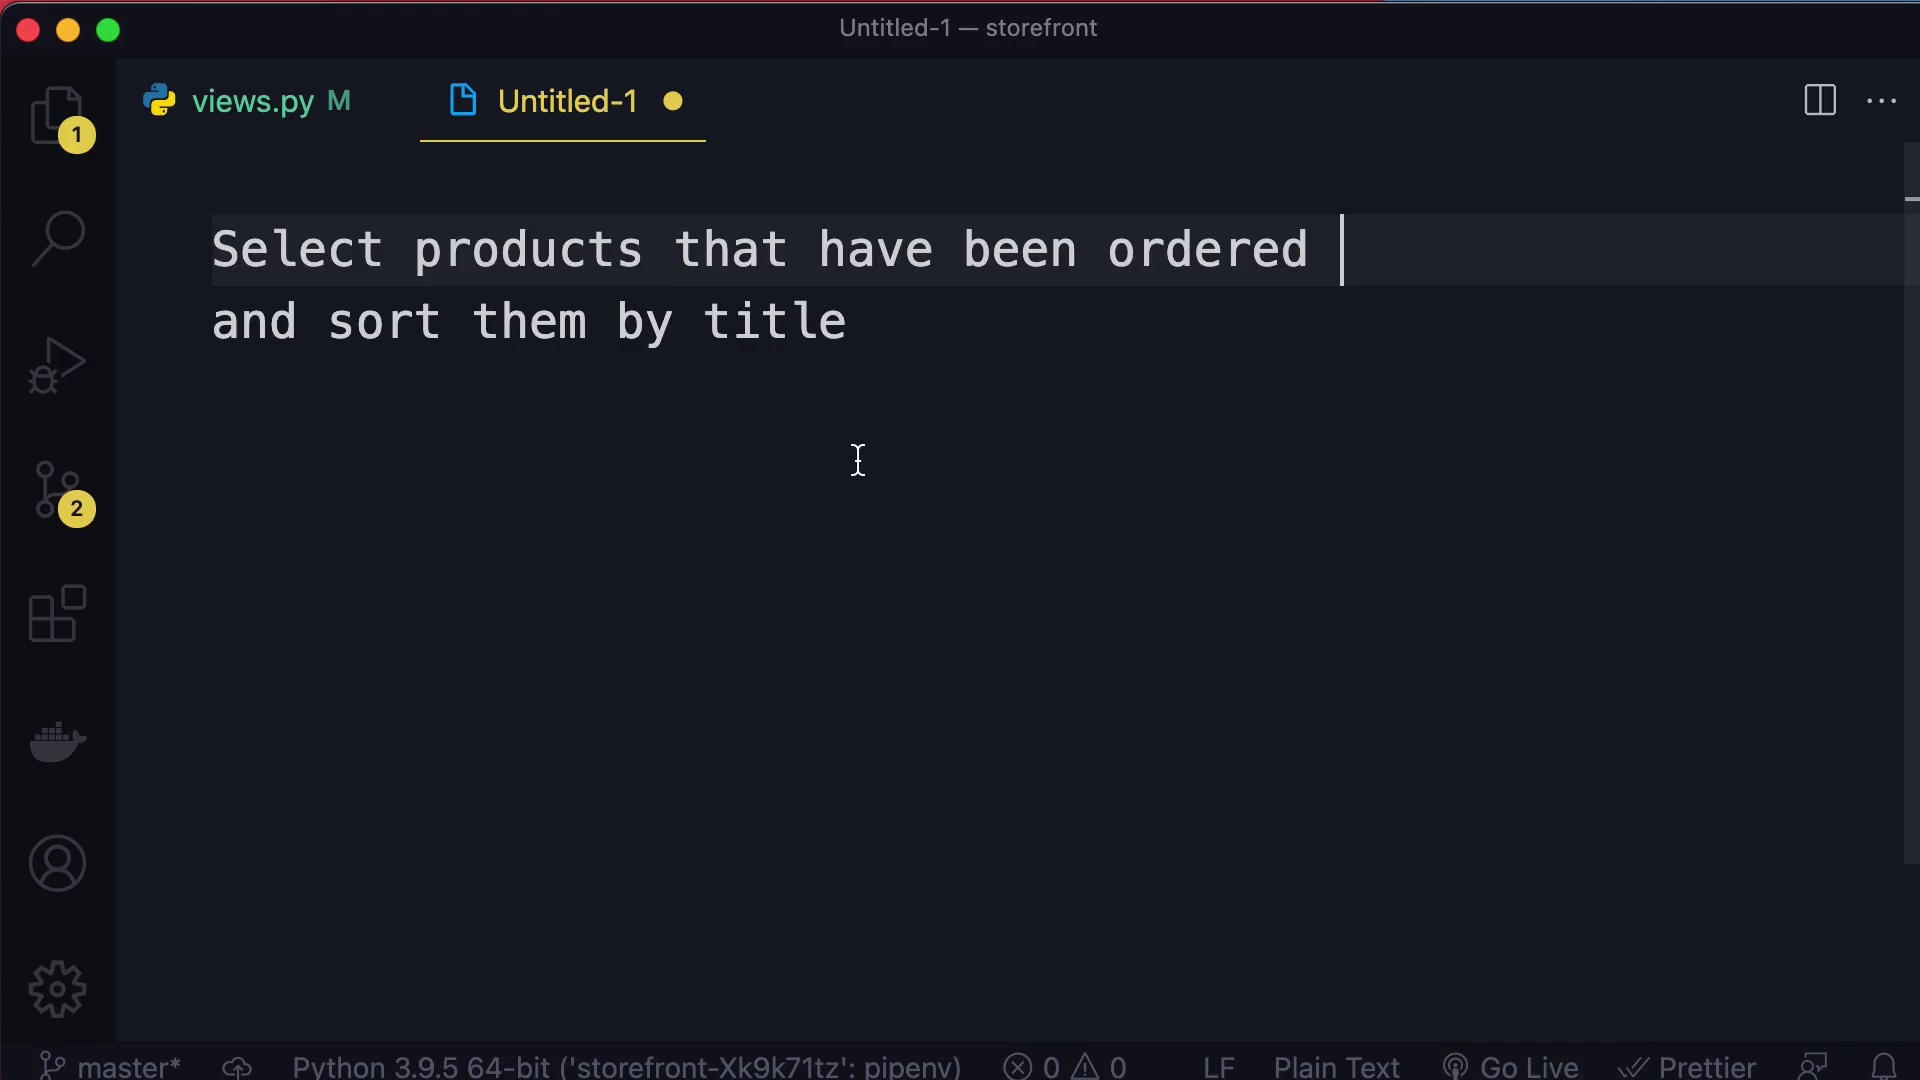 Untitled-1 — storefront
views.py M
Untitled-1
1
Select products that have been ordered
and sort them by title
2
master* Python 3.9.5 64-bit ('storefront-Xk9k71tz': pipenv) 0 0 LF Plain Text Go Live Prettier